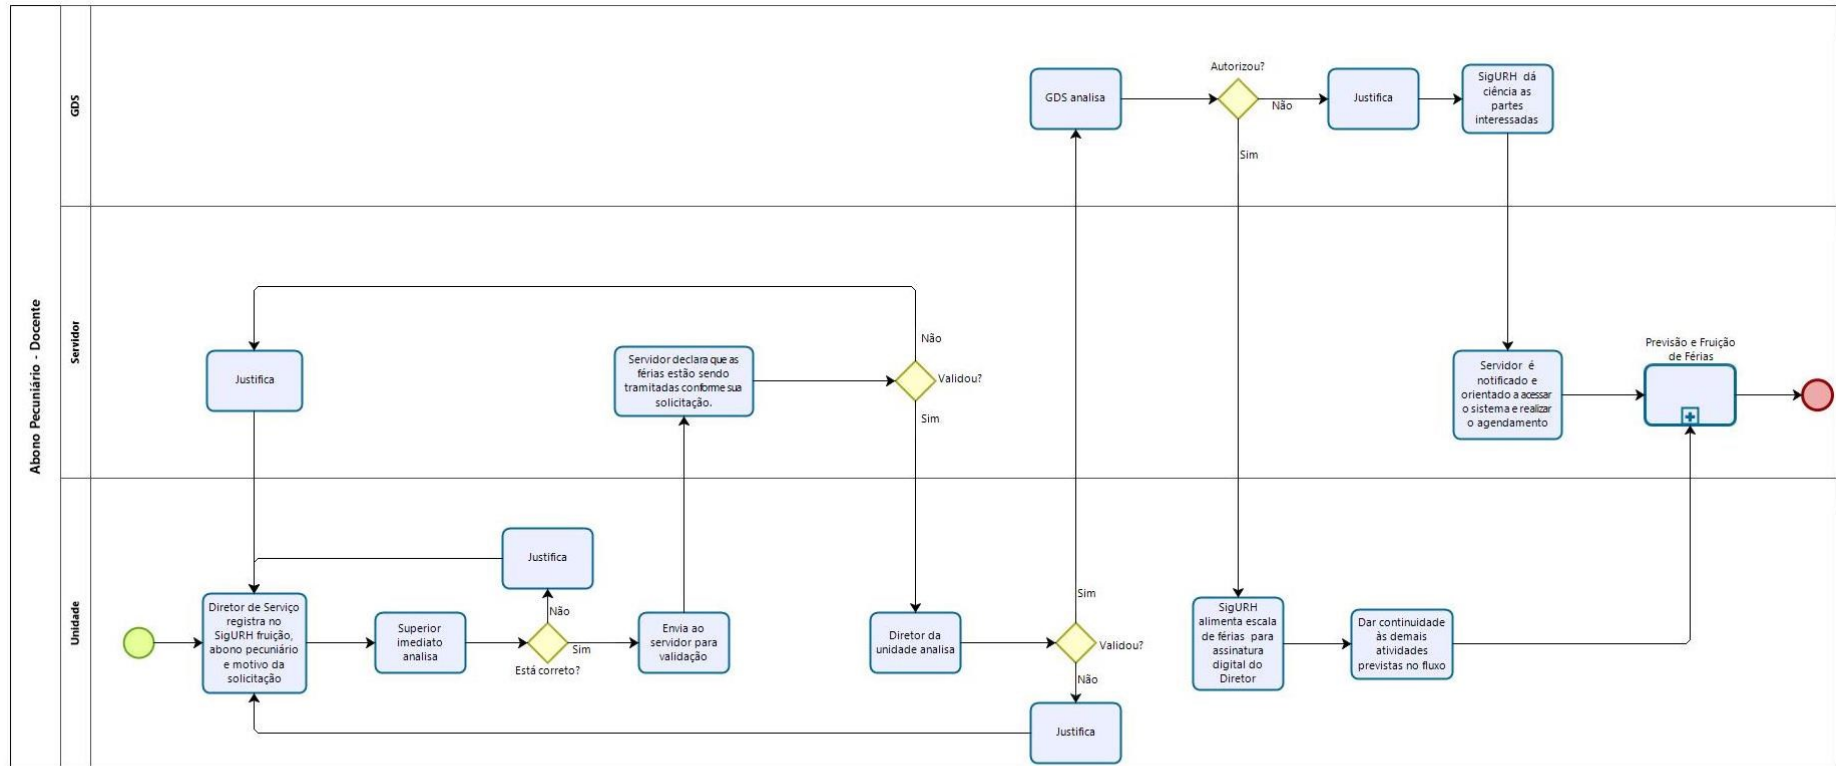 Abono Pecuniário - Docente
GDS
GDS analisa
Autorizou?
Não
Sim
Justifica
SigURH dá
ciência as
partes
interessadas
Servidor
Justifica
Servidor declara que as
férias estão sendo
tramitadas conforme sua
solicitação.
Não
Validou?
Sim
Servidor é
notificado e
orientado a acessar
o sistema e realizar
o agendamento
Previsão e Fruição
de Férias
Unidade
Diretor de Serviço
registra no
SigURH fruição,
abono pecuniário
e motivo da
solicitação
Superior
imediato
analisa
Justifica
Não
Sim
Está correto?
Envia ao
servidor para
validação
Diretor da
unidade analisa
Sim
Validou?
Não
Justifica
SigURH
alimenta escala
de férias para
assinatura
digital do
Diretor
Dar continuidade
às demais
atividades
previstas no fluxo